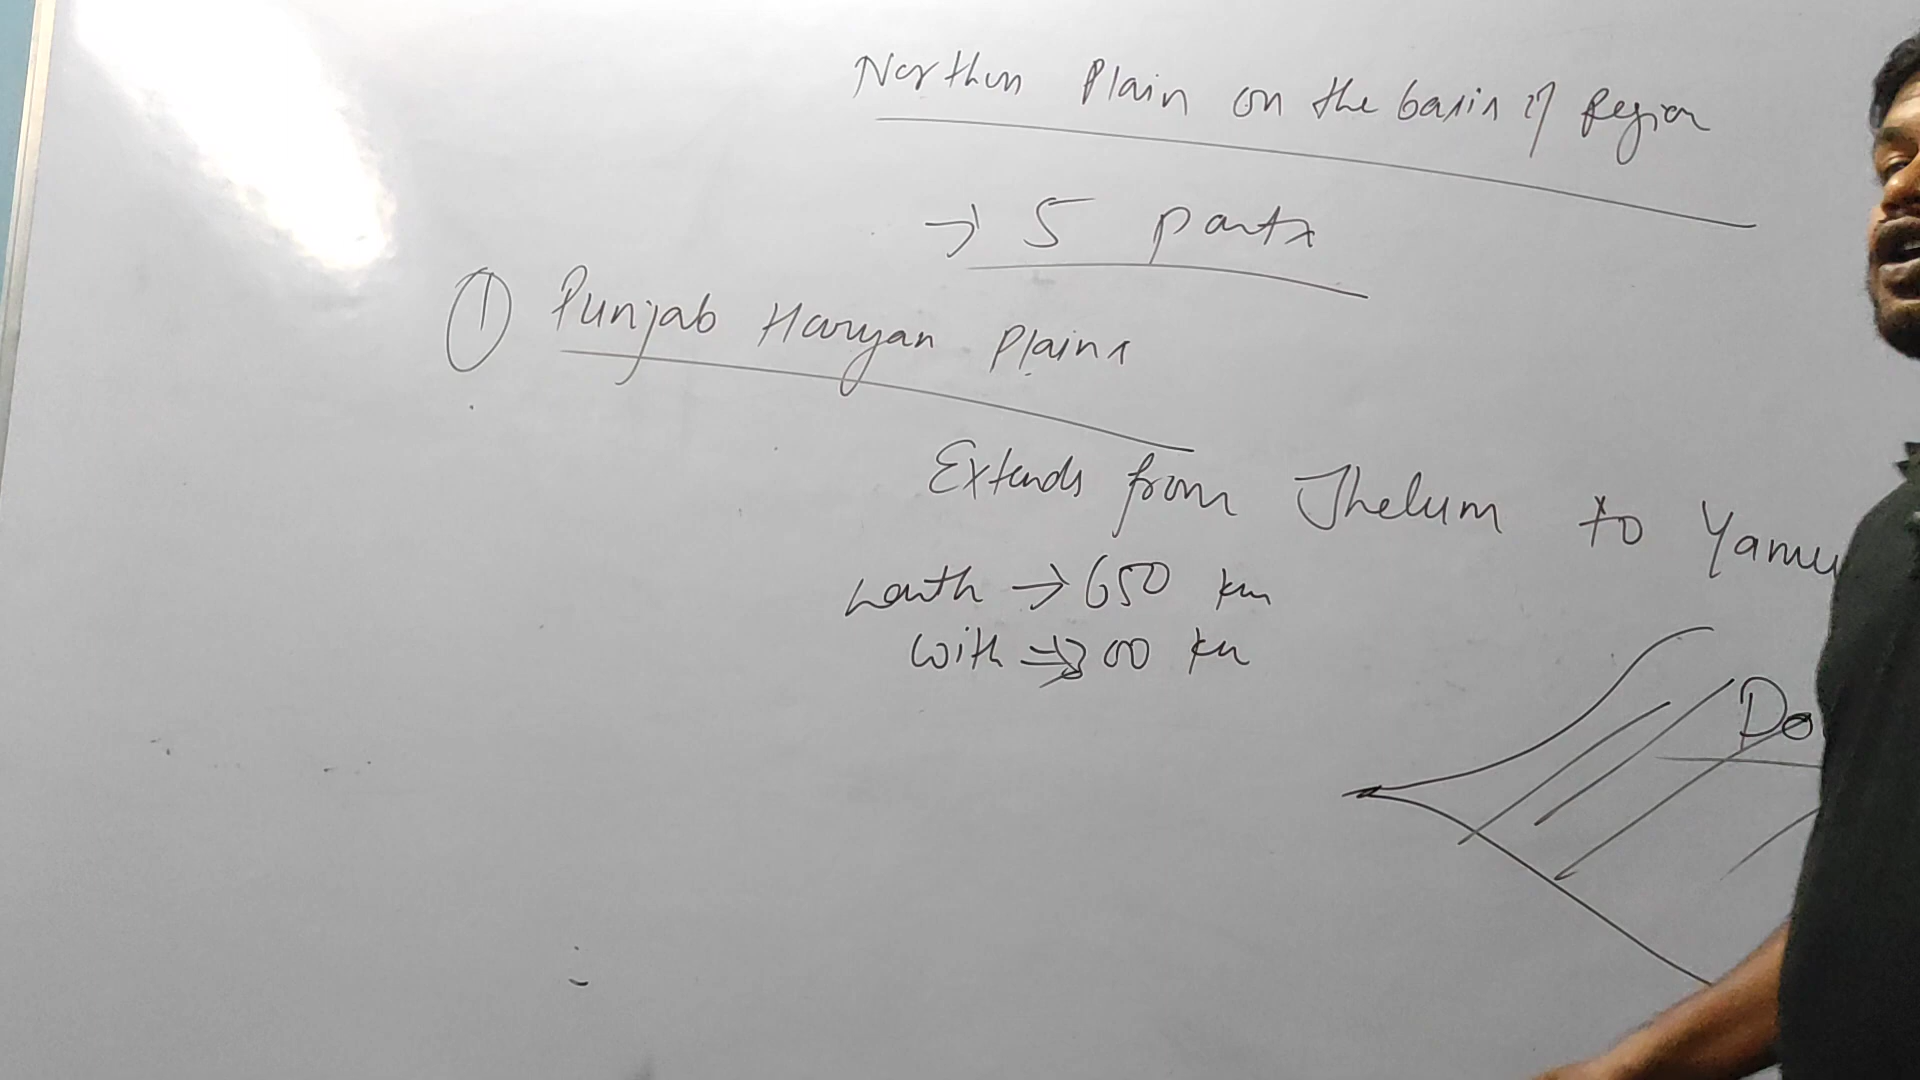 Northen Plain on the basis of Region
→ 5 parts
① Punjab Haryan Plains
Extends from Jhelum to Yamu
Lenth → 650 km
With → 300 km
Do